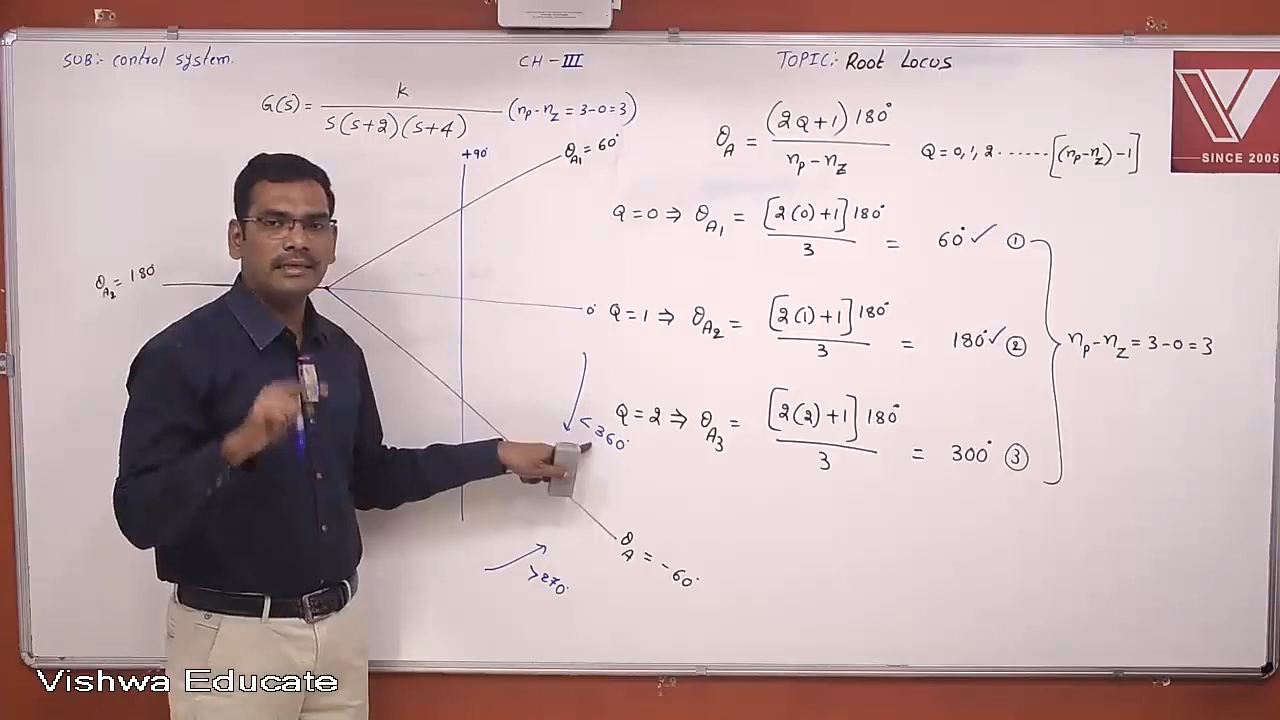 SUB:- control system.
CH-III
TOPIC:- Root Locus
SINCE 2005
G(S) = K / S(S+2)(S+4) (nP-nZ = 3-0=3)
+90°
θA1 = 60°
θA2 = 180°
0°
< 360°
> 270°
θA = -60°
θA = (2Q+1)180° / nP-nZ Q=0,1,2......[(nP-nZ)-1]
Q=0 ⇒ θA1 = [2(0)+1]180° / 3 = 60° ✓ ①
Q=1 ⇒ θA2 = [2(1)+1]180° / 3 = 180° ✓ ②
nP-nZ = 3-0 = 3
Q=2 ⇒ θA3 = [2(2)+1]180° / 3 = 300° ③
Vishwa Educate